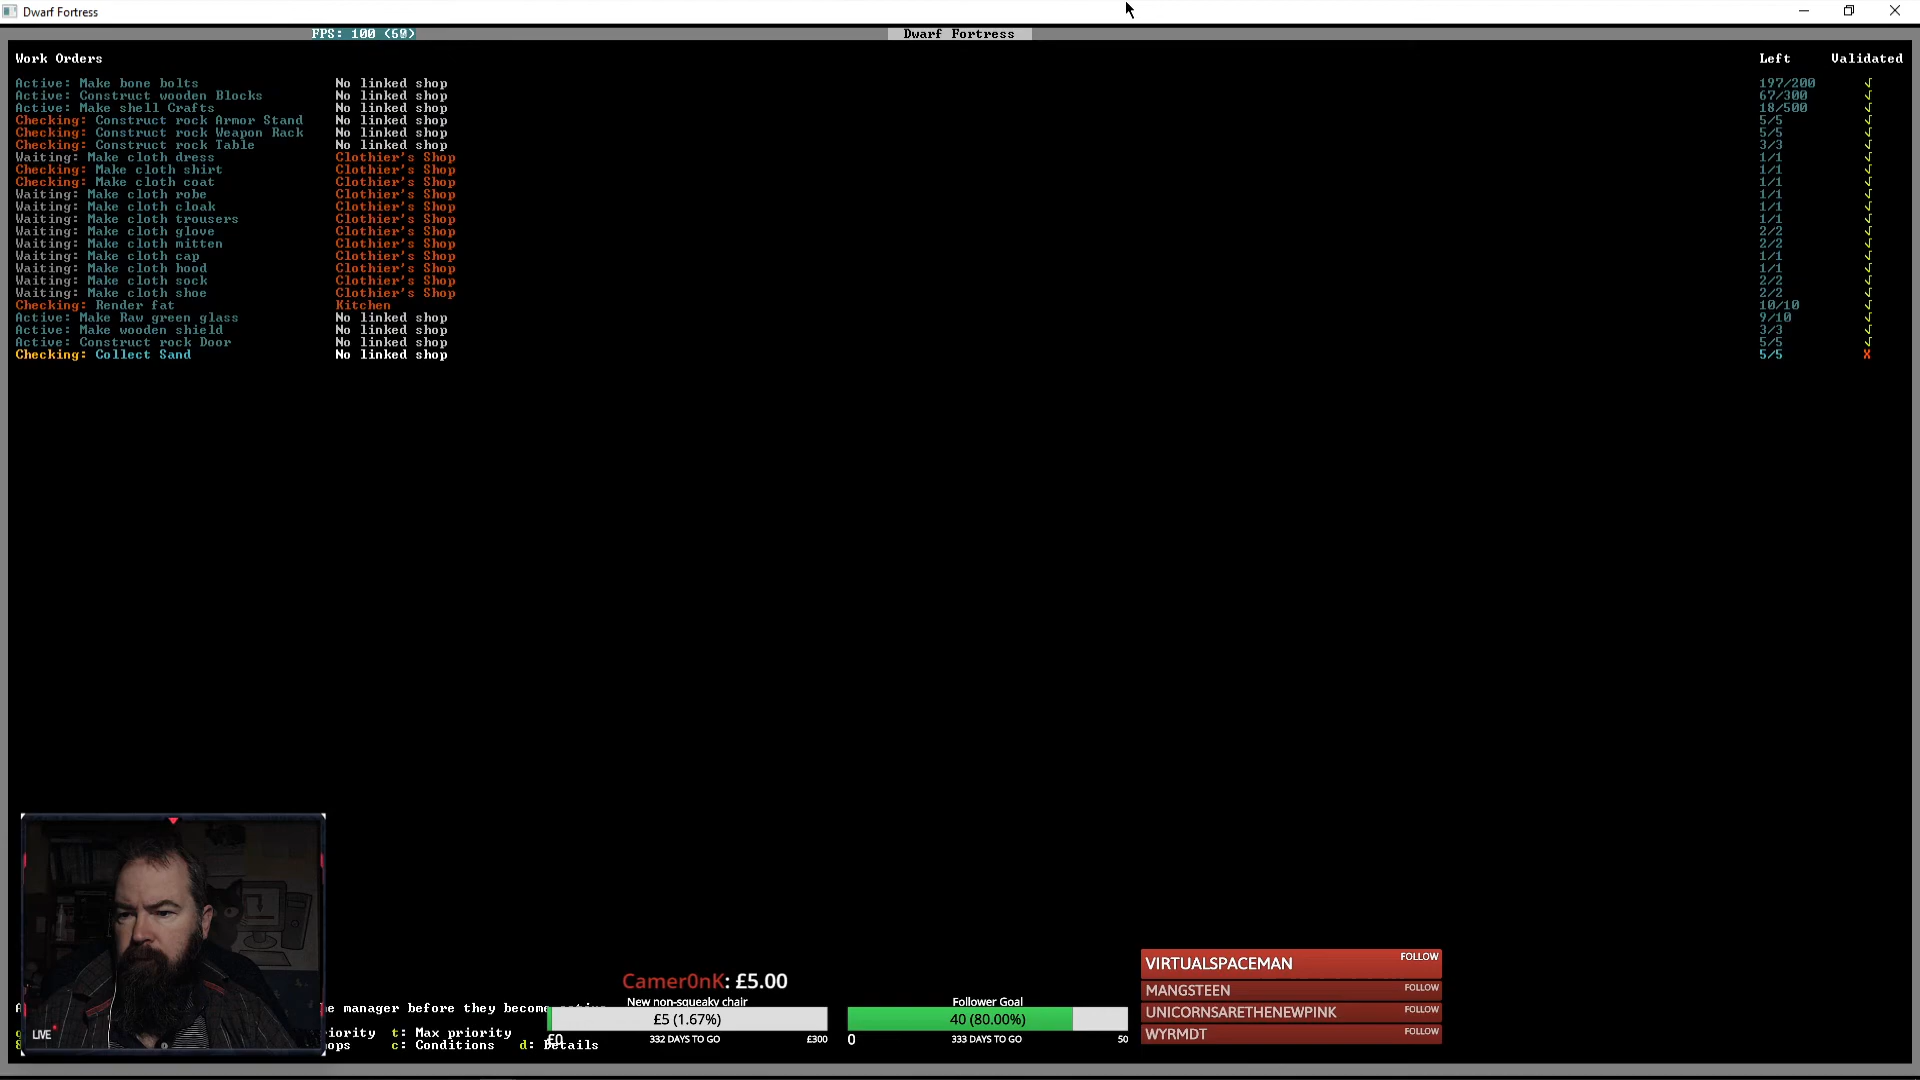 Dwarf Fortress
FPS: 100 (50)
Dwarf Fortress
Work Orders Left Validated
Active: Make bone bolts No linked shop 197/200 √
Active: Construct wooden Blocks No linked shop 67/300 √
Active: Make shell Crafts No linked shop 18/500 √
Checking: Construct rock Armor Stand No linked shop 5/5 √
Checking: Construct rock Weapon Rack No linked shop 5/5 √
Checking: Construct rock Table No linked shop 3/3 √
Waiting: Make cloth dress Clothier's Shop 1/1 √
Checking: Make cloth shirt Clothier's Shop 1/1 √
Checking: Make cloth coat Clothier's Shop 1/1 √
Waiting: Make cloth robe Clothier's Shop 1/1 √
Waiting: Make cloth cloak Clothier's Shop 1/1 √
Waiting: Make cloth trousers Clothier's Shop 1/1 √
Waiting: Make cloth glove Clothier's Shop 2/2 √
Waiting: Make cloth mitten Clothier's Shop 2/2 √
Waiting: Make cloth cap Clothier's Shop 1/1 √
Waiting: Make cloth hood Clothier's Shop 1/1 √
Waiting: Make cloth sock Clothier's Shop 2/2 √
Waiting: Make cloth shoe Clothier's Shop 2/2 √
Checking: Render fat Kitchen 10/10 √
Active: Make Raw green glass No linked shop 9/10 √
Active: Make wooden shield No linked shop 3/3 √
Active: Construct rock Door No linked shop 5/5 √
Checking: Collect Sand No linked shop 5/5 X
LIVE
e manager before they become
iority t: Max priority
ops c: Conditions d: Details
Camer0nK: £5.00
New non-squeaky chair
£5 (1.67%)
£0 332 DAYS TO GO £300
Follower Goal
40 (80.00%)
0 333 DAYS TO GO 50
VIRTUALSPACEMAN FOLLOW
MANGSTEEN FOLLOW
UNICORNSARETHENEWPINK FOLLOW
WYRMDT FOLLOW